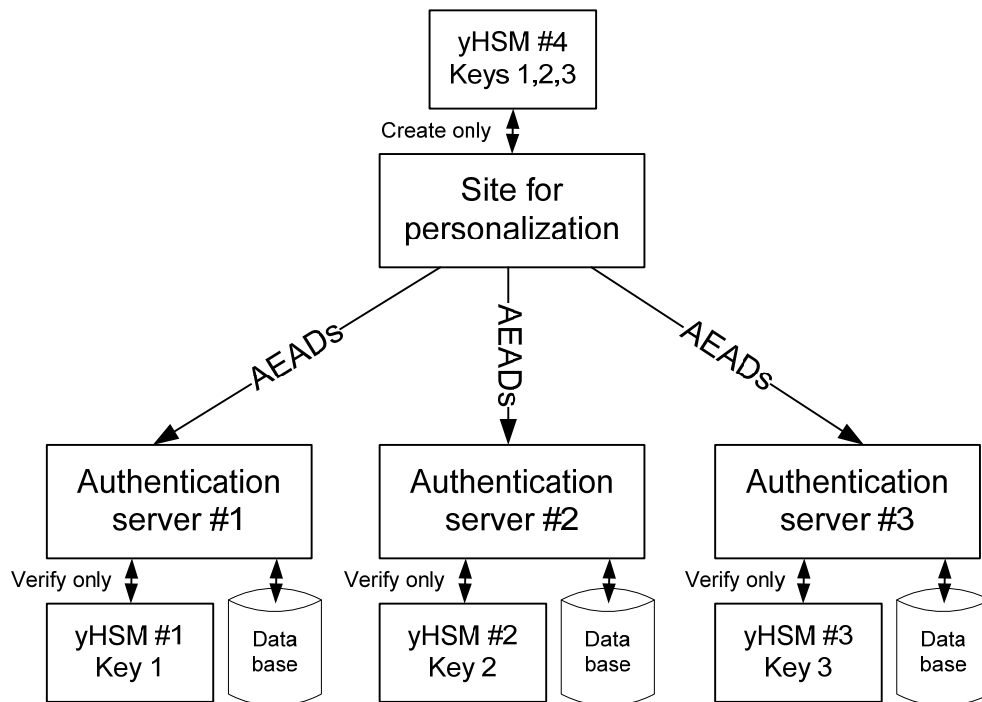 yHSM #4
Keys 1,2,3
Create only
Site for
personalization
AEADs
AEADs
AEADs
Authentication
server #1
Authentication
server #2
Authentication
server #3
Verify only
Verify only
Verify only
yHSM #1
Key 1
Data
base
yHSM #2
Key 2
Data
base
yHSM #3
Key 3
Data
base